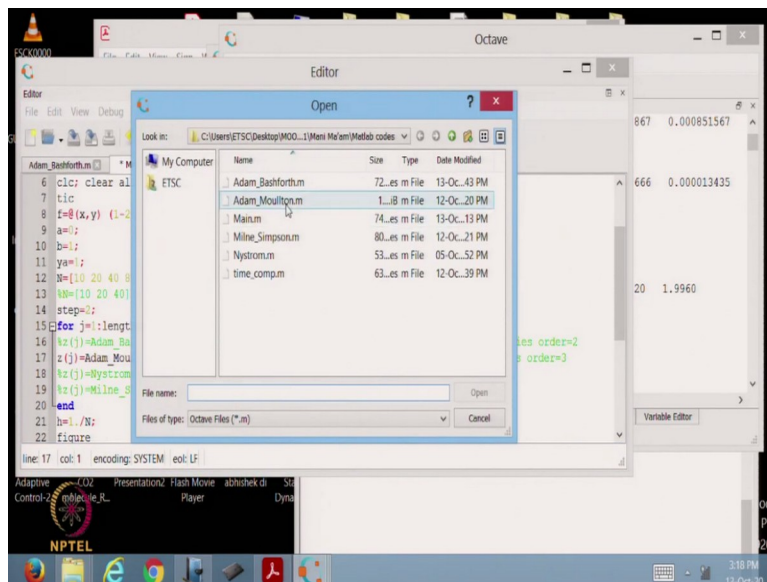 Octave
ESCK0000
Editor
Editor
File Edit View Debug
Open
Look in: C:\Users\ETSC\Desktop\MOO...1\Mani Ma'am\Matlab codes
My Computer
ETSC
Name Size Type Date Modified
Adam_Bashforth.m 72...es m File 13-Oc...43 PM
Adam_Moullton.m 1....iB m File 12-Oc...20 PM
Main.m 74...es m File 13-Oc...13 PM
Milne_Simpson.m 80...es m File 12-Oc...21 PM
Nystrom.m 53...es m File 05-Oc...52 PM
time_comp.m 63...es m File 12-Oc...39 PM
File name: Open
Files of type: Octave Files (*.m) Cancel
Adam_Bashforth.m * M
6 clc; clear al
7 tic
8 f=@(x,y) (1-2
9 a=0;
10 b=1;
11 ya=1;
12 N=[10 20 40 8
13 %N=[10 20 40]
14 step=2;
15 for j=1:lengt
16 %z(j)=Adam_Ba ies order=2
17 z(j)=Adam_Mou s order=3
18 %z(j)=Nystrom
19 %z(j)=Milne_S
20 end
21 h=1./N;
22 figure
line: 17 col: 1 encoding: SYSTEM eol: LF
867 0.000851567
666 0.000013435
20 1.9960
Variable Editor
Adaptive Control-2
CO2 molecule_R...
Presentation2
Flash Movie Player
abhishek di
Sta
Dyna
NPTEL
3:18 PM
13-Oct-20